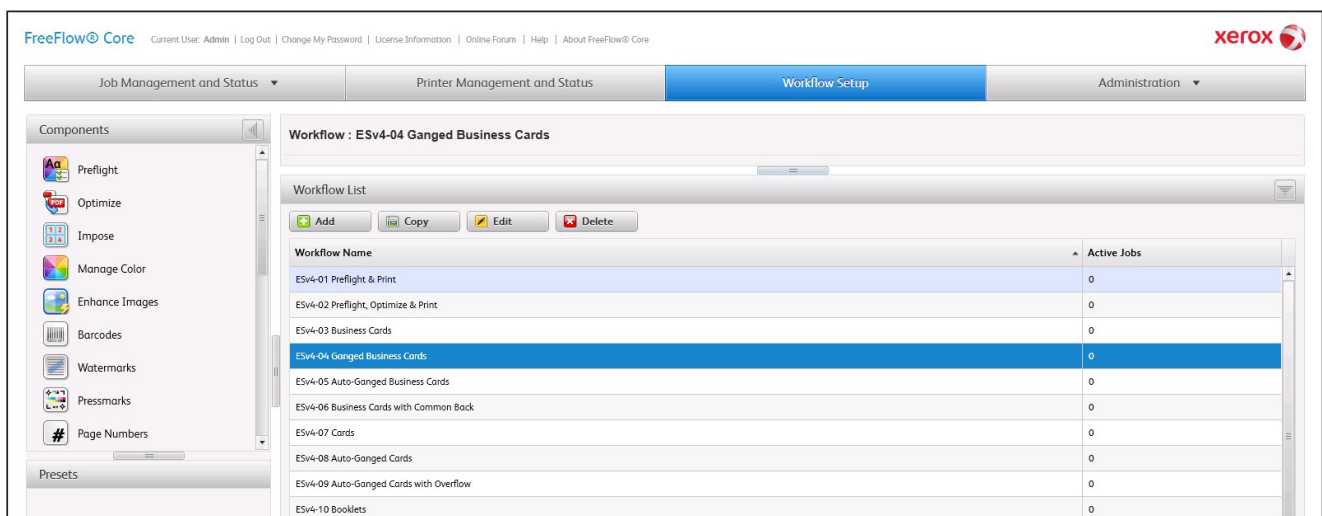 FreeFlow® Core Current User: Admin | Log Out | Change My Password | License Information | Online Forum | Help | About FreeFlow® Core
xerox
Job Management and Status Printer Management and Status Workflow Setup Administration
Components
Preflight
Optimize
Impose
Manage Color
Enhance Images
Barcodes
Watermarks
Pressmarks
# Page Numbers
Presets
Workflow : ESv4-04 Ganged Business Cards
Workflow List
Add Copy Edit Delete
Workflow Name Active Jobs
ESv4-01 Preflight & Print 0
ESv4-02 Preflight, Optimize & Print 0
ESv4-03 Business Cards 0
ESv4-04 Ganged Business Cards 0
ESv4-05 Auto-Ganged Business Cards 0
ESv4-06 Business Cards with Common Back 0
ESv4-07 Cards 0
ESv4-08 Auto-Ganged Cards 0
ESv4-09 Auto-Ganged Cards with Overflow 0
ESv4-10 Booklets 0